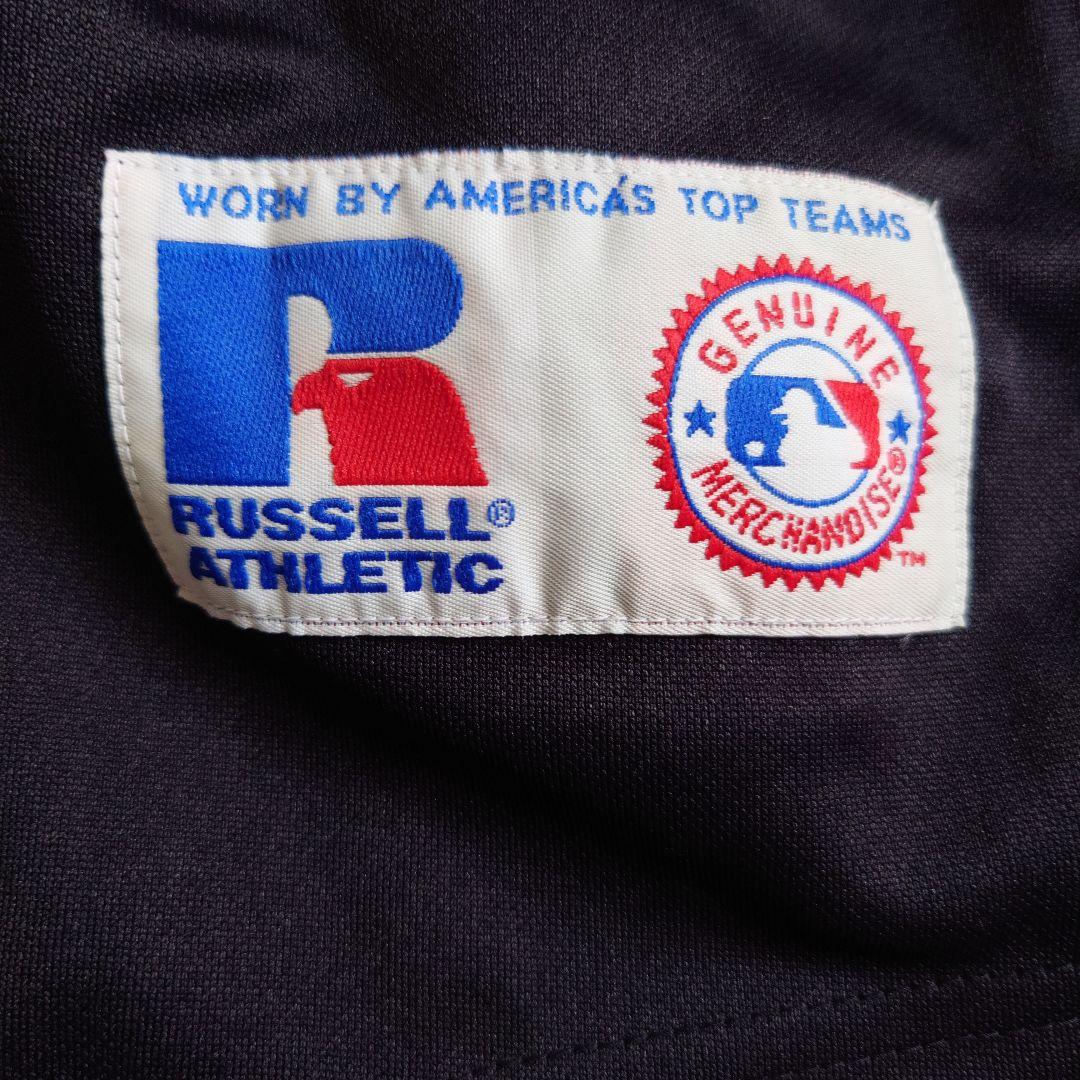 WORN BY AMERICA'S TOP TEAMS
RUSSELL®
ATHLETIC
GENUINE
MERCHANDISE®
TM